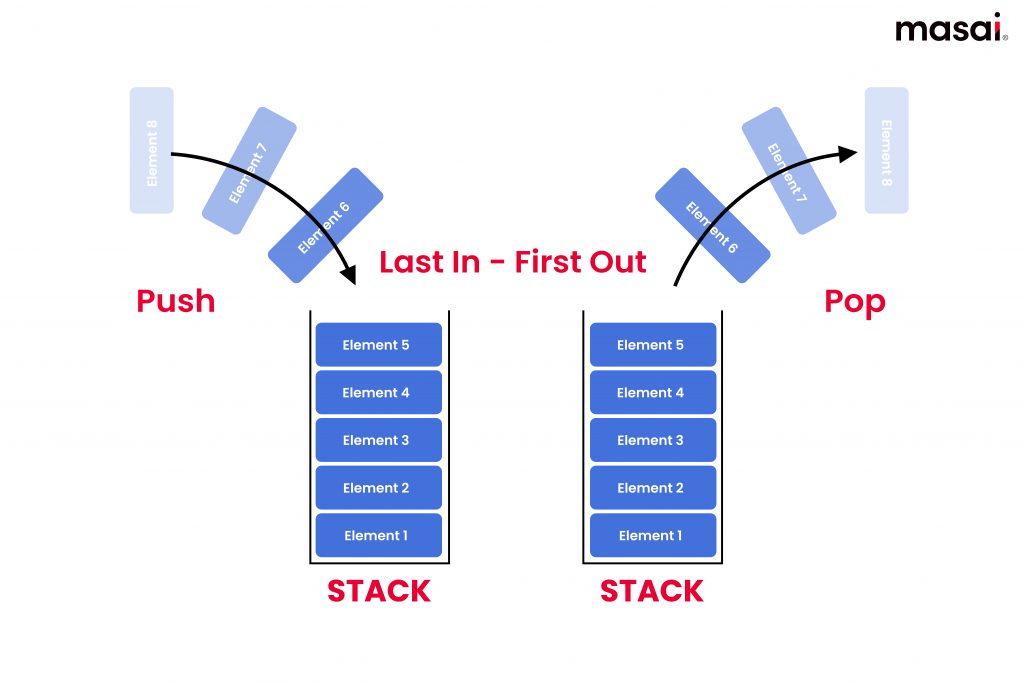 masai®
Element 8
Element 7
Element 6
Push
Last In - First Out
Element 6
Element 7
Element 8
Pop
Element 5
Element 4
Element 3
Element 2
Element 1
STACK
Element 5
Element 4
Element 3
Element 2
Element 1
STACK